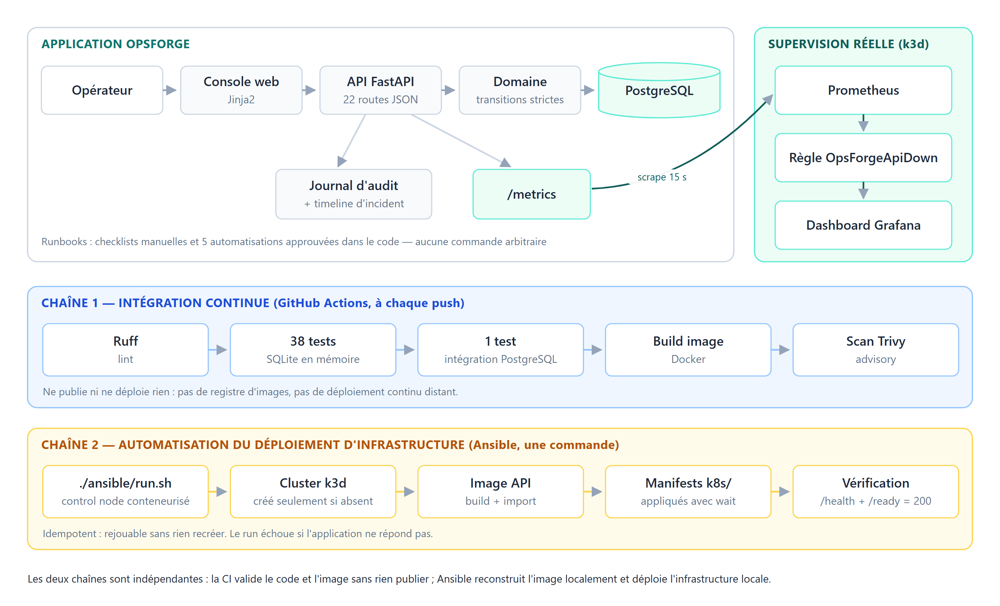 APPLICATION OPSFORGE
Opérateur
Console web
Jinja2
API FastAPI
22 routes JSON
Domaine
transitions strictes
PostgreSQL
Journal d'audit
+ timeline d'incident
/metrics
scrape 15 s
Runbooks : checklists manuelles et 5 automatisations approuvées dans le code — aucune commande arbitraire
SUPERVISION RÉELLE (k3d)
Prometheus
Règle OpsForgeApiDown
Dashboard Grafana
CHAÎNE 1 — INTÉGRATION CONTINUE (GitHub Actions, à chaque push)
Ruff
lint
38 tests
SQLite en mémoire
1 test
intégration PostgreSQL
Build image
Docker
Scan Trivy
advisory
Ne publie ni ne déploie rien : pas de registre d'images, pas de déploiement continu distant.
CHAÎNE 2 — AUTOMATISATION DU DÉPLOIEMENT D'INFRASTRUCTURE (Ansible, une commande)
./ansible/run.sh
control node conteneurisé
Cluster k3d
créé seulement si absent
Image API
build + import
Manifests k8s/
appliqués avec wait
Vérification
/health + /ready = 200
Idempotent : rejouable sans rien recréer. Le run échoue si l'application ne répond pas.
Les deux chaînes sont indépendantes : la CI valide le code et l'image sans rien publier ; Ansible reconstruit l'image localement et déploie l'infrastructure locale.